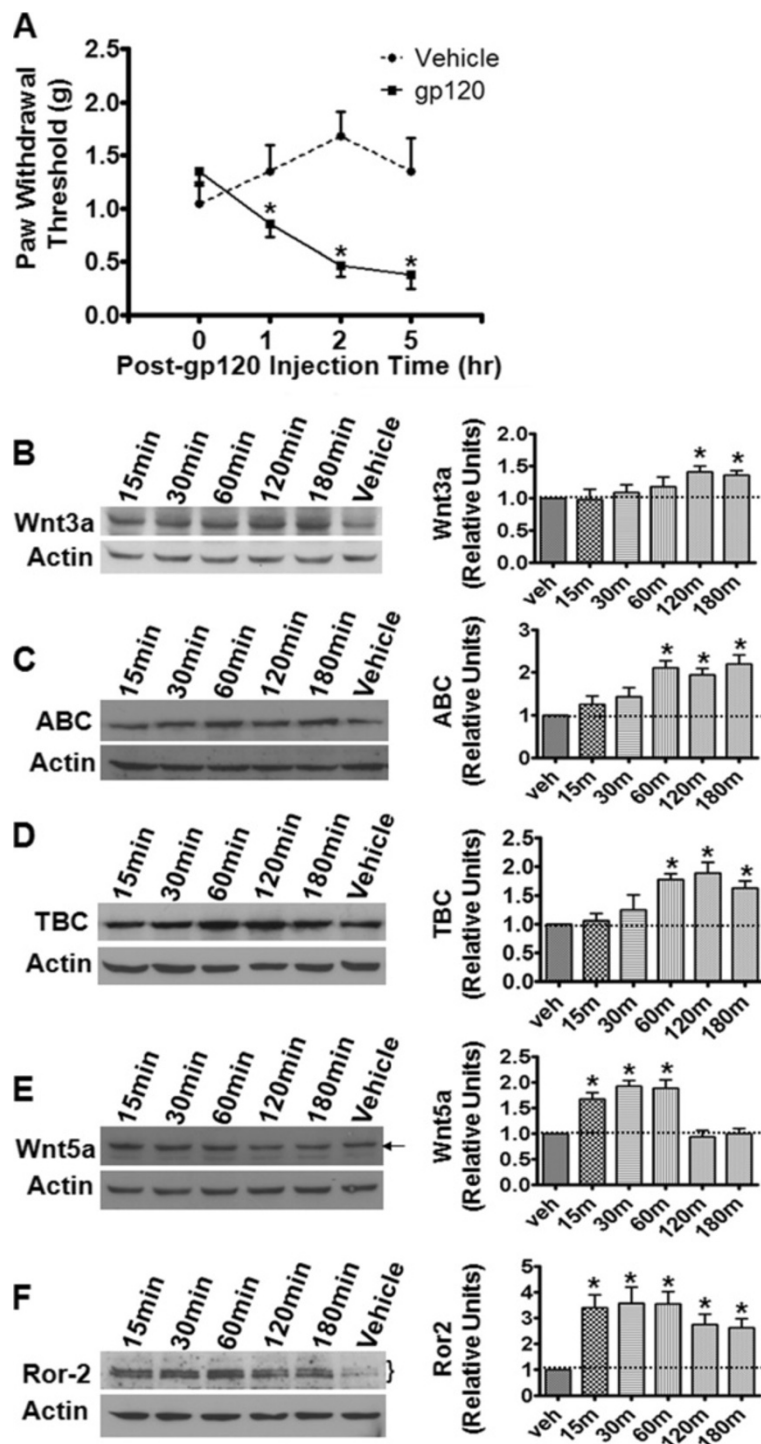 A
Paw Withdrawal
Threshold (g)
2.5
2.0
1.5
1.0
0.5
0.0
Vehicle
gp120
* * *
0 1 2 5
Post-gp120 Injection Time (hr)
B
15min 30min 60min 120min 180min Vehicle
Wnt3a
Actin
Wnt3a
(Relative Units)
2.0
1.5
1.0
0.5
0.0
* *
veh 15m 30m 60m 120m 180m
C
15min 30min 60min 120min 180min Vehicle
ABC
Actin
ABC
(Relative Units)
3
2
1
0
* * *
veh 15m 30m 60m 120m 180m
D
15min 30min 60min 120min 180min Vehicle
TBC
Actin
TBC
(Relative Units)
2.5
2.0
1.5
1.0
0.5
0.0
* * *
veh 15m 30m 60m 120m 180m
E
15min 30min 60min 120min 180min Vehicle
Wnt5a
Actin
Wnt5a
(Relative Units)
2.5
2.0
1.5
1.0
0.5
0.0
* * *
veh 15m 30m 60m 120m 180m
F
15min 30min 60min 120min 180min Vehicle
Ror-2 }
Actin
Ror2
(Relative Units)
5
4
3
2
1
0
* * * * *
veh 15m 30m 60m 120m 180m